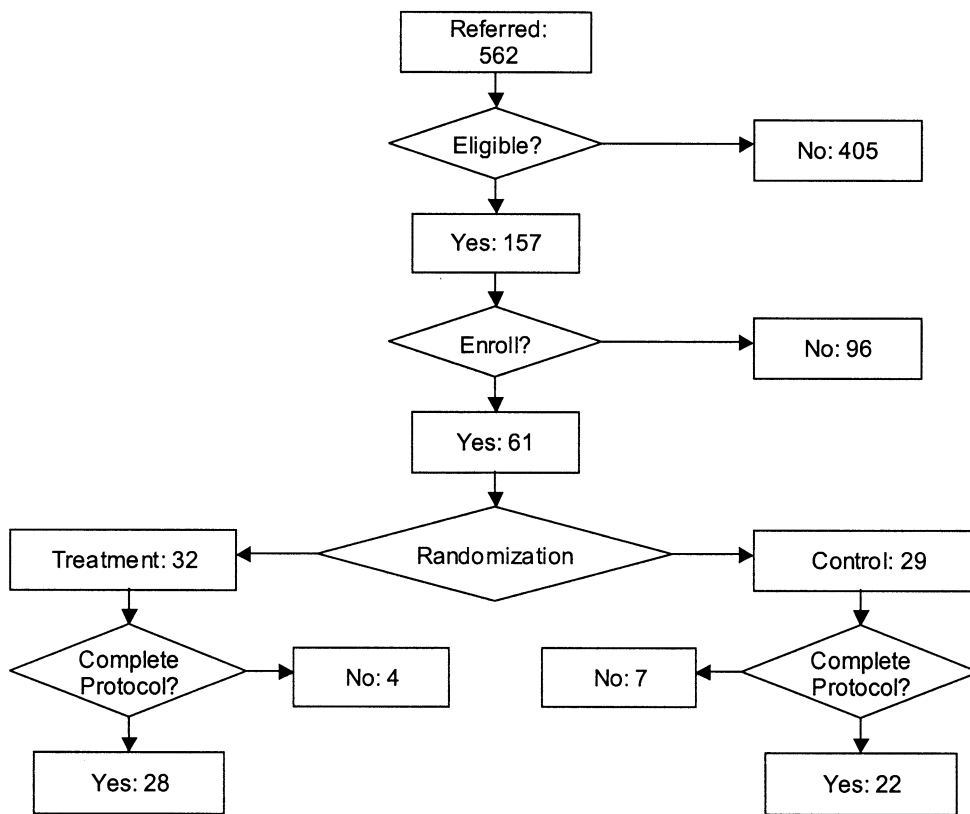 Referred:
562
Eligible?
No: 405
Yes: 157
Enroll?
No: 96
Yes: 61
Randomization
Treatment: 32
Control: 29
Complete
Protocol?
No: 4
No: 7
Complete
Protocol?
Yes: 28
Yes: 22